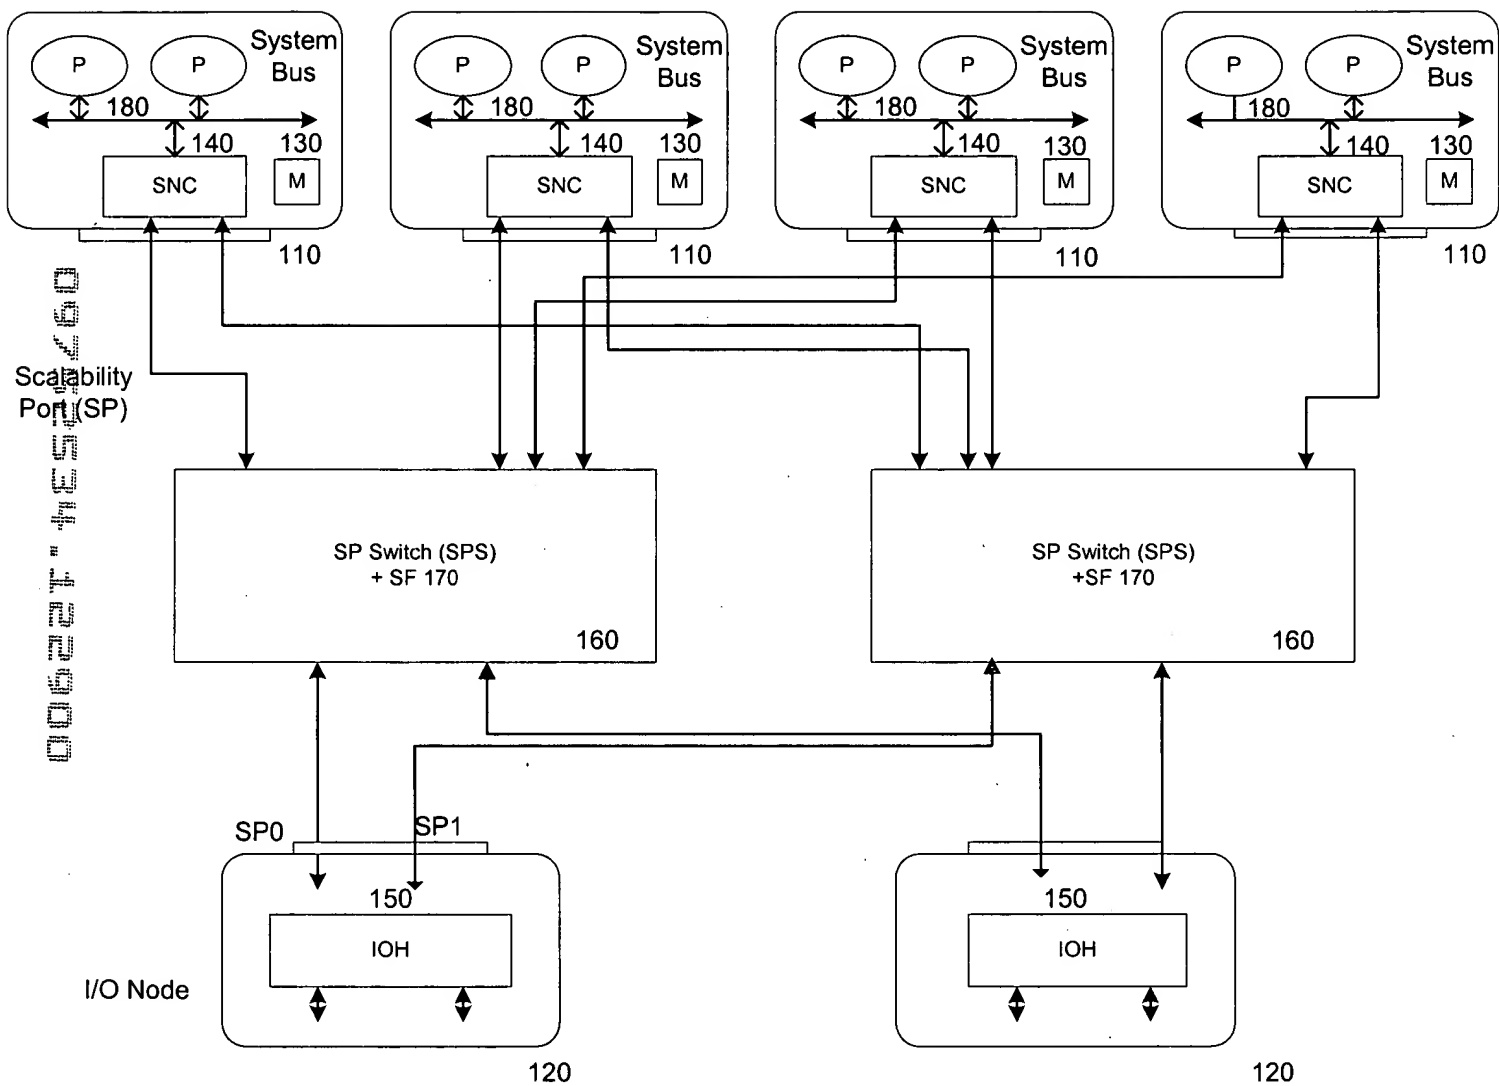 P
P
System
Bus
180
140
130
SNC
M
110
P
P
System
Bus
180
140
130
SNC
M
110
P
P
System
Bus
180
140
130
SNC
M
110
P
P
System
Bus
180
140
130
SNC
M
110
Scalability
Port (SP)
SP Switch (SPS)
+ SF 170
160
SP Switch (SPS)
+SF 170
160
SP0
SP1
150
IOH
I/O Node
120
150
IOH
120